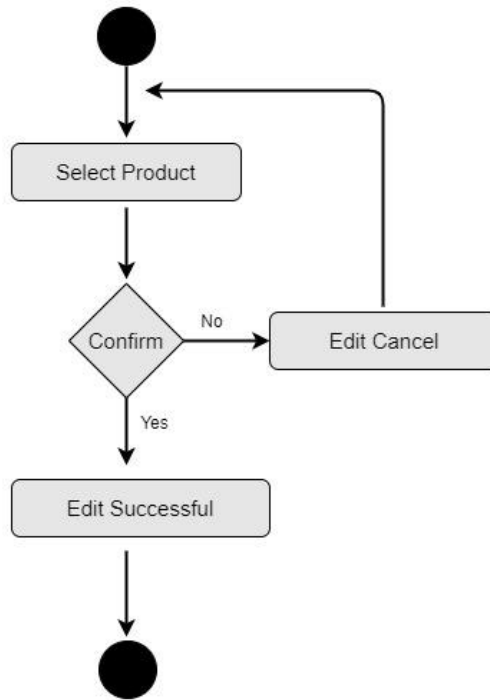 Select Product
Confirm
No
Edit Cancel
Yes
Edit Successful